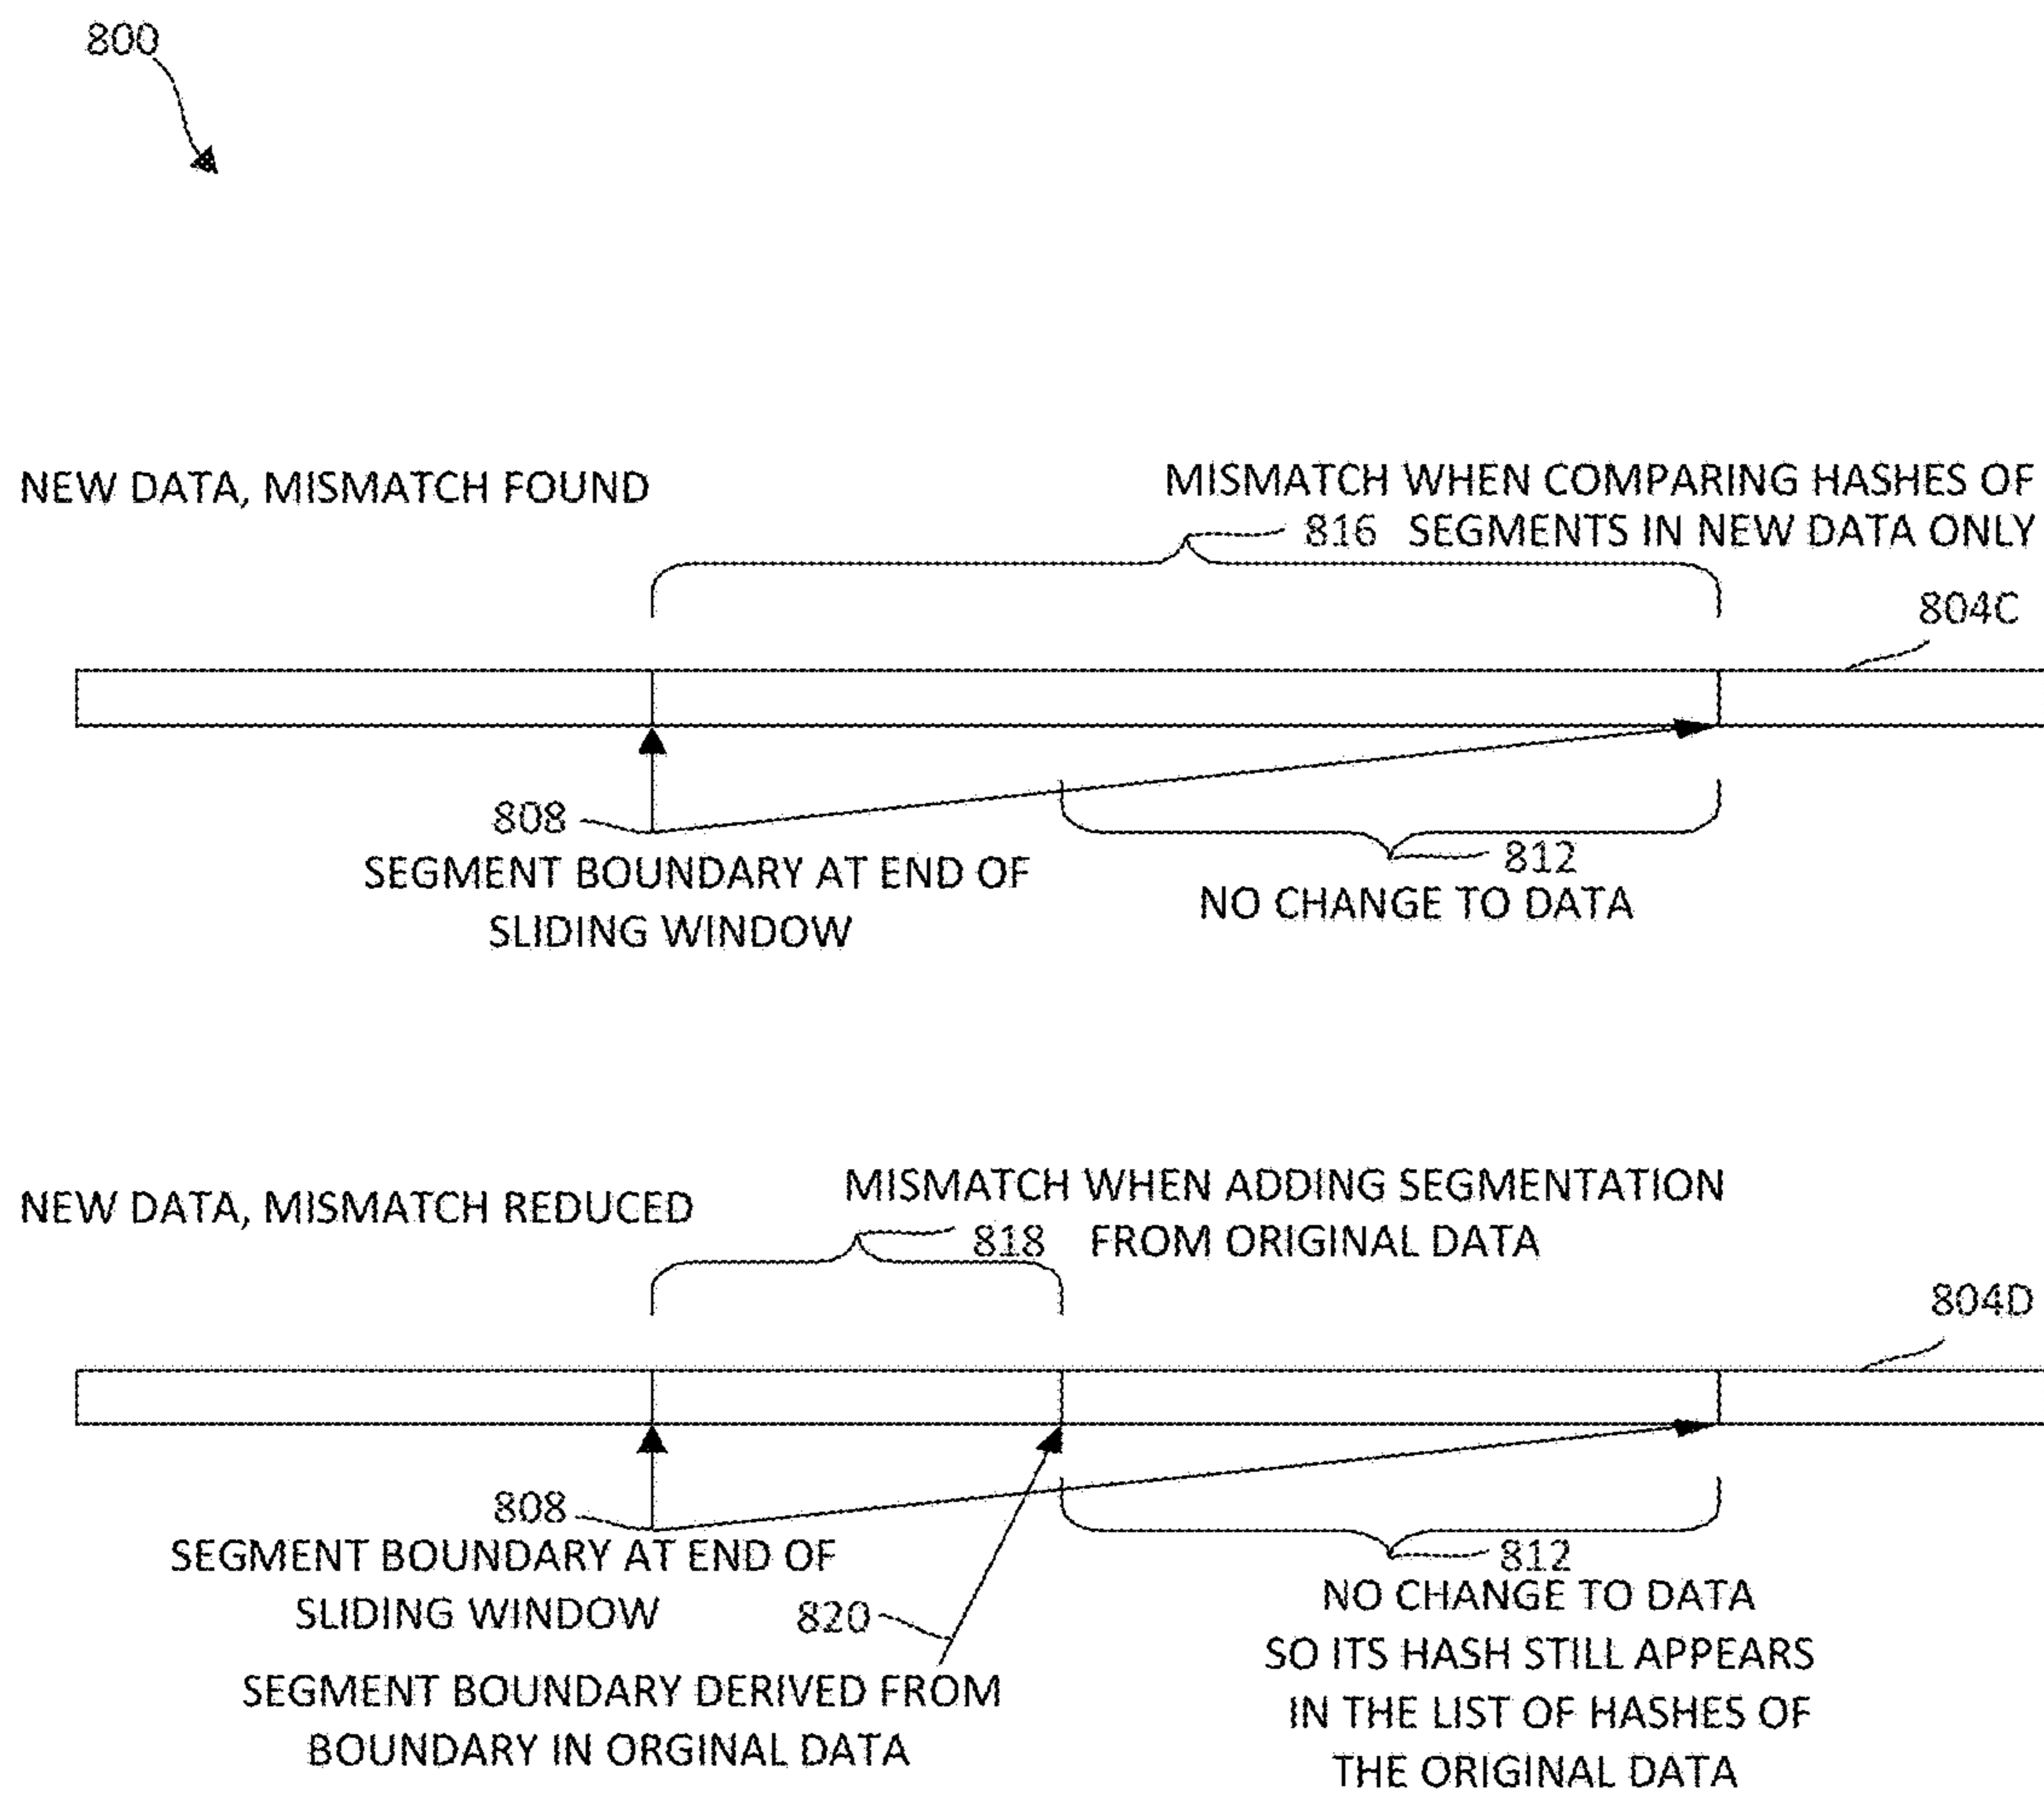 800
NEW DATA, MISMATCH FOUND
MISMATCH WHEN COMPARING HASHES OF
816 SEGMENTS IN NEW DATA ONLY
804C
808
SEGMENT BOUNDARY AT END OF
SLIDING WINDOW
812
NO CHANGE TO DATA
NEW DATA, MISMATCH REDUCED
MISMATCH WHEN ADDING SEGMENTATION
818 FROM ORIGINAL DATA
804D
808
SEGMENT BOUNDARY AT END OF
SLIDING WINDOW
820
SEGMENT BOUNDARY DERIVED FROM
BOUNDARY IN ORGINAL DATA
812
NO CHANGE TO DATA
SO ITS HASH STILL APPEARS
IN THE LIST OF HASHES OF
THE ORIGINAL DATA